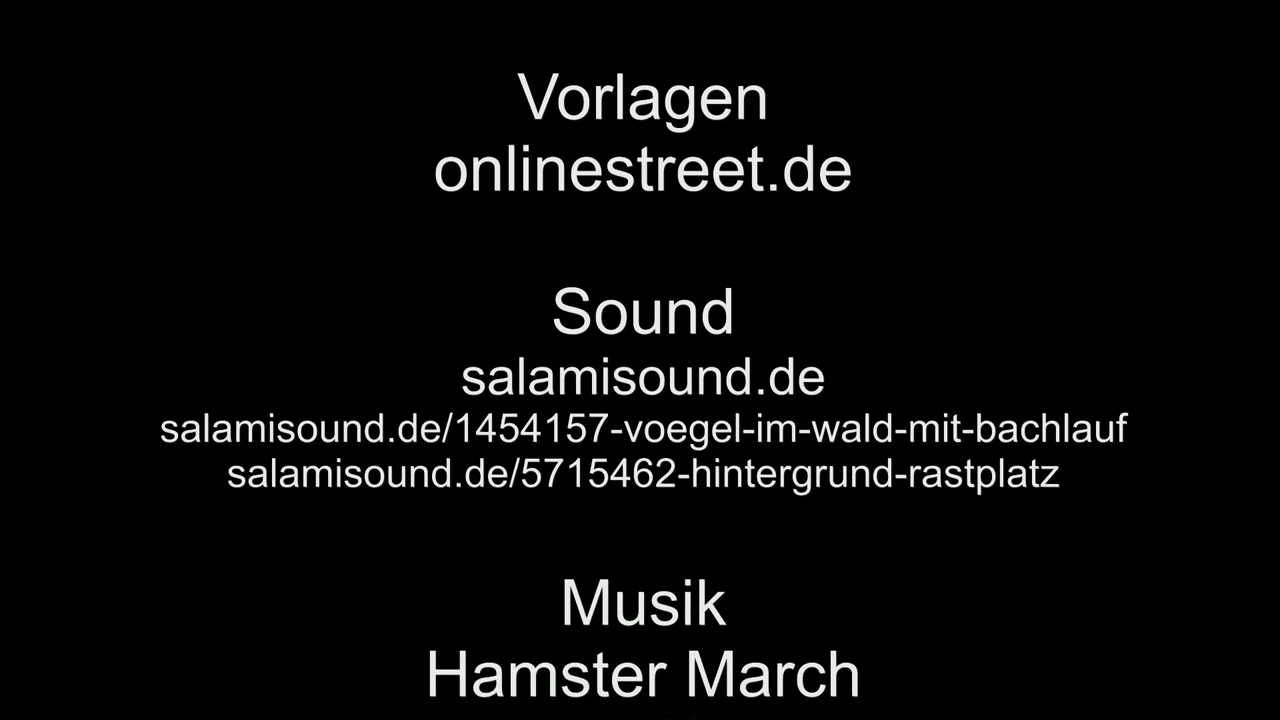 Vorlagen
onlinestreet.de
Sound
salamisound.de
salamisound.de/1454157-voegel-im-wald-mit-bachlauf
salamisound.de/5715462-hintergrund-rastplatz
Musik
Hamster March